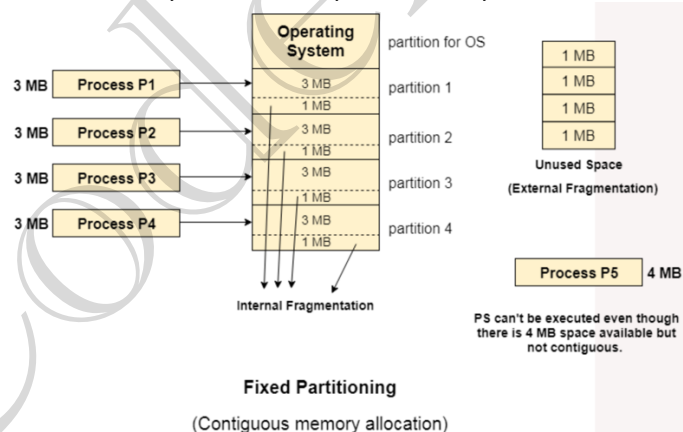 Operating
System
partition for OS
3 MB Process P1
3 MB
1 MB
partition 1
3 MB Process P2
3 MB
1 MB
partition 2
3 MB Process P3
3 MB
1 MB
partition 3
3 MB Process P4
3 MB
1 MB
partition 4
Internal Fragmentation
1 MB
1 MB
1 MB
1 MB
Unused Space
(External Fragmentation)
Process P5 4 MB
PS can't be executed even though
there is 4 MB space available but
not contiguous.
Fixed Partitioning
(Contiguous memory allocation)